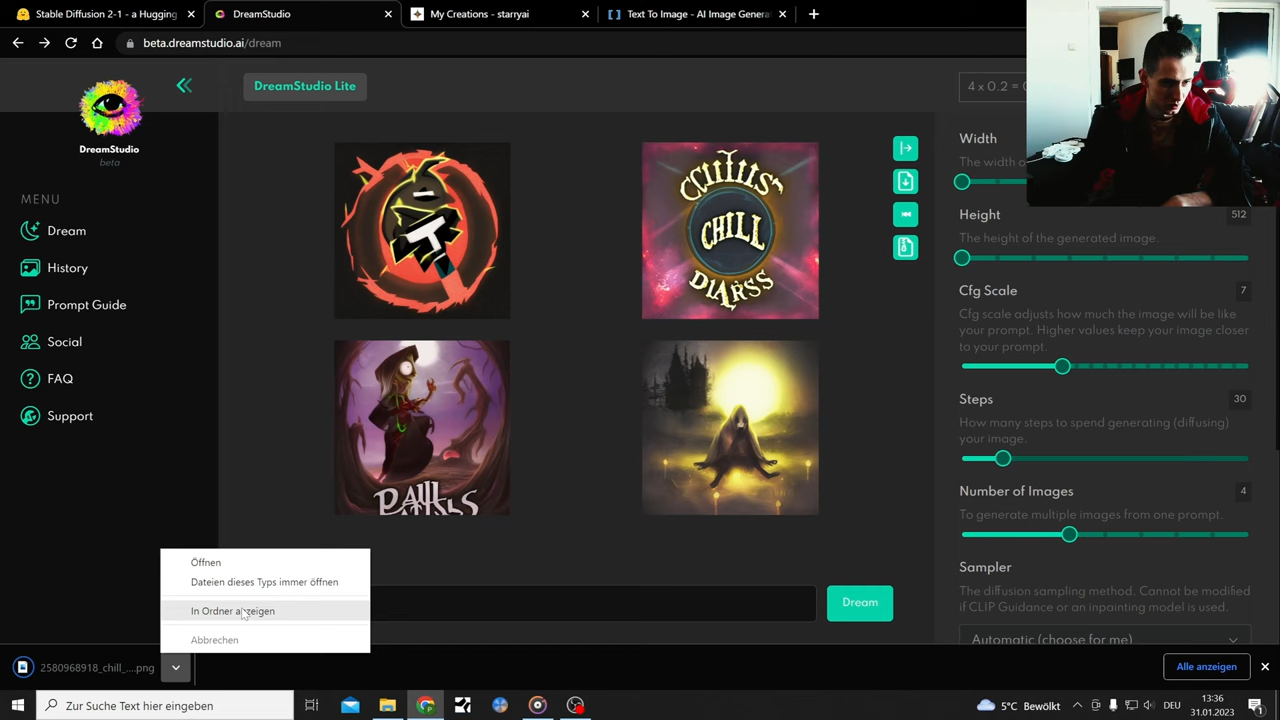 Stable Diffusion 2-1 - a Hugging
DreamStudio
My Creations - starryai
Text To Image - AI Image Genera
beta.dreamstudio.ai/dream
DreamStudio Lite
4 x 0.2 =
DREAMSTUDIO
beta
MENU
Dream
History
Prompt Guide
Social
FAQ
Support
CHILL
Width
The width
Height
512
The height of the generated image.
Cfg Scale
7
Cfg scale adjusts how much the image will be like
your prompt. Higher values keep your image closer
to your prompt.
Steps
30
How many steps to spend generating (diffusing)
your image.
Number of Images
4
To generate multiple images from one prompt.
Sampler
The diffusion sampling method. Cannot be modified
if CLIP Guidance or an inpainting model is used.
Automatic (choose for me)
Dream
Öffnen
Dateien dieses Typs immer öffnen
In Ordner anzeigen
Abbrechen
2580968918_chill_....png
Alle anzeigen
Zur Suche Text hier eingeben
5°C Bewölkt
DEU
13:36
31.01.2023